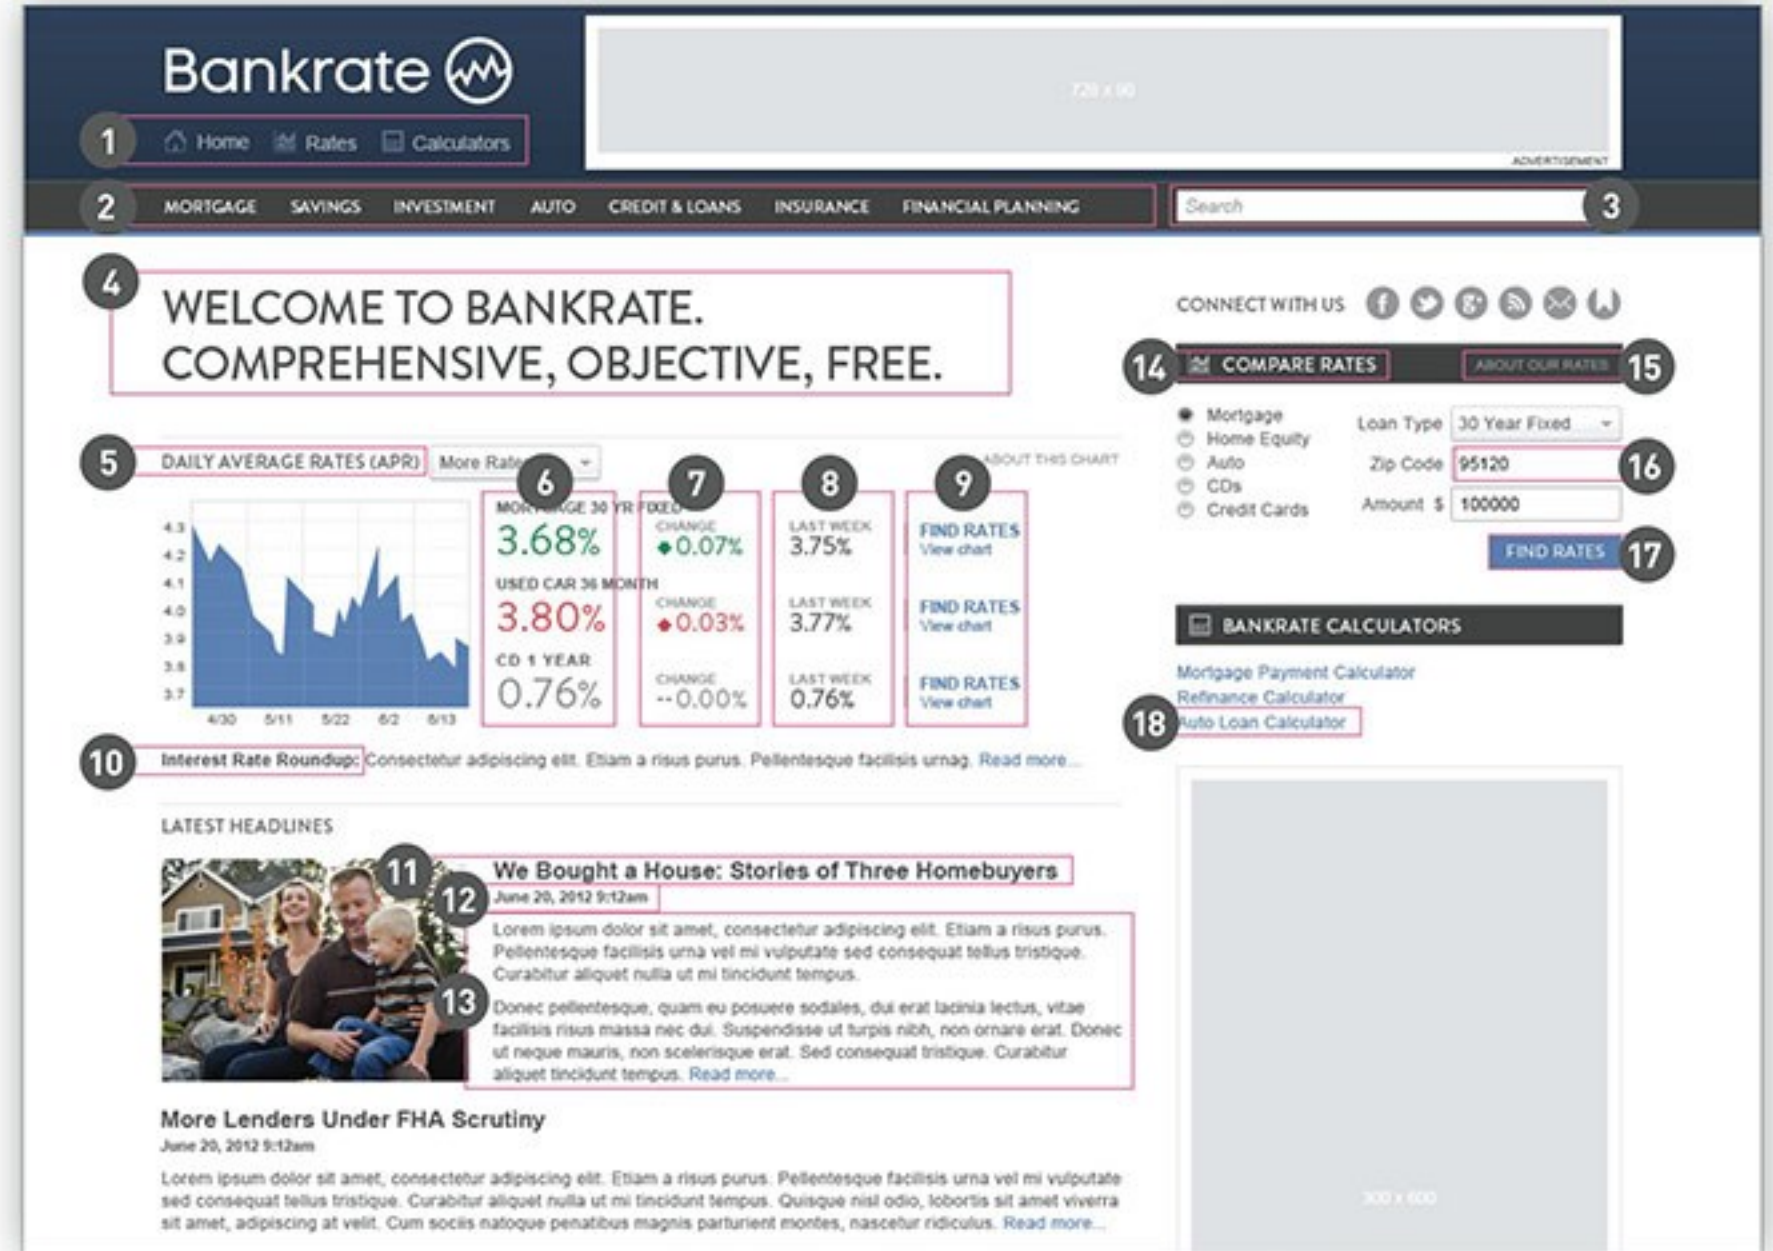 Bankrate
728 x 90
ADVERTISEMENT
1 Home Rates Calculators
2 MORTGAGE SAVINGS INVESTMENT AUTO CREDIT & LOANS INSURANCE FINANCIAL PLANNING Search 3
4 WELCOME TO BANKRATE.
COMPREHENSIVE, OBJECTIVE, FREE.
5 DAILY AVERAGE RATES (APR) More Rate ABOUT THIS CHART
6 7 8 9
4.3
4.2
4.1
4.0
3.9
3.8
3.7
4/30 5/11 5/22 6/2 6/13
30 YR FIXED CHANGE LAST WEEK FIND RATES
3.68% 0.07% 3.75% View chart
USED CAR 36 MONTH CHANGE LAST WEEK FIND RATES
3.80% 0.03% 3.77% View chart
CD 1 YEAR CHANGE LAST WEEK FIND RATES
0.76% --0.00% 0.76% View chart
10 Interest Rate Roundup: Consectetur adipiscing elit. Etiam a risus purus. Pellentesque facilisis urnag. Read more...
LATEST HEADLINES
11 We Bought a House: Stories of Three Homebuyers
12 June 20, 2012 9:12am
Lorem ipsum dolor sit amet, consectetur adipiscing elit. Etiam a risus purus.
Pellentesque facilisis urna vel mi vulputate sed consequat tellus tristique.
Curabitur aliquet nulla ut mi tincidunt tempus.
13 Donec pellentesque, quam eu posuere sodales, dui erat lacinia lectus, vitae
facilisis risus massa nec dui. Suspendisse ut turpis nibh, non ornare erat. Donec
ut neque mauris, non scelerisque erat. Sed consequat tristique. Curabitur
aliquet tincidunt tempus. Read more...
More Lenders Under FHA Scrutiny
June 20, 2012 9:12am
Lorem ipsum dolor sit amet, consectetur adipiscing elit. Etiam a risus purus. Pellentesque facilisis urna vel mi vulputate
sed consequat tellus tristique. Curabitur aliquet nulla ut mi tincidunt tempus. Quisque nisl odio, lobortis sit amet viverra
sit amet, adipiscing at velit. Cum sociis natoque penatibus magnis parturient montes, nascetur ridiculus. Read more...
CONNECT WITH US
14 COMPARE RATES ABOUT OUR RATES 15
Mortgage
Home Equity
Auto
CDs
Credit Cards
Loan Type 30 Year Fixed
Zip Code 95120 16
Amount $ 100000
FIND RATES 17
BANKRATE CALCULATORS
Mortgage Payment Calculator
Refinance Calculator
18 Auto Loan Calculator
300 x 600